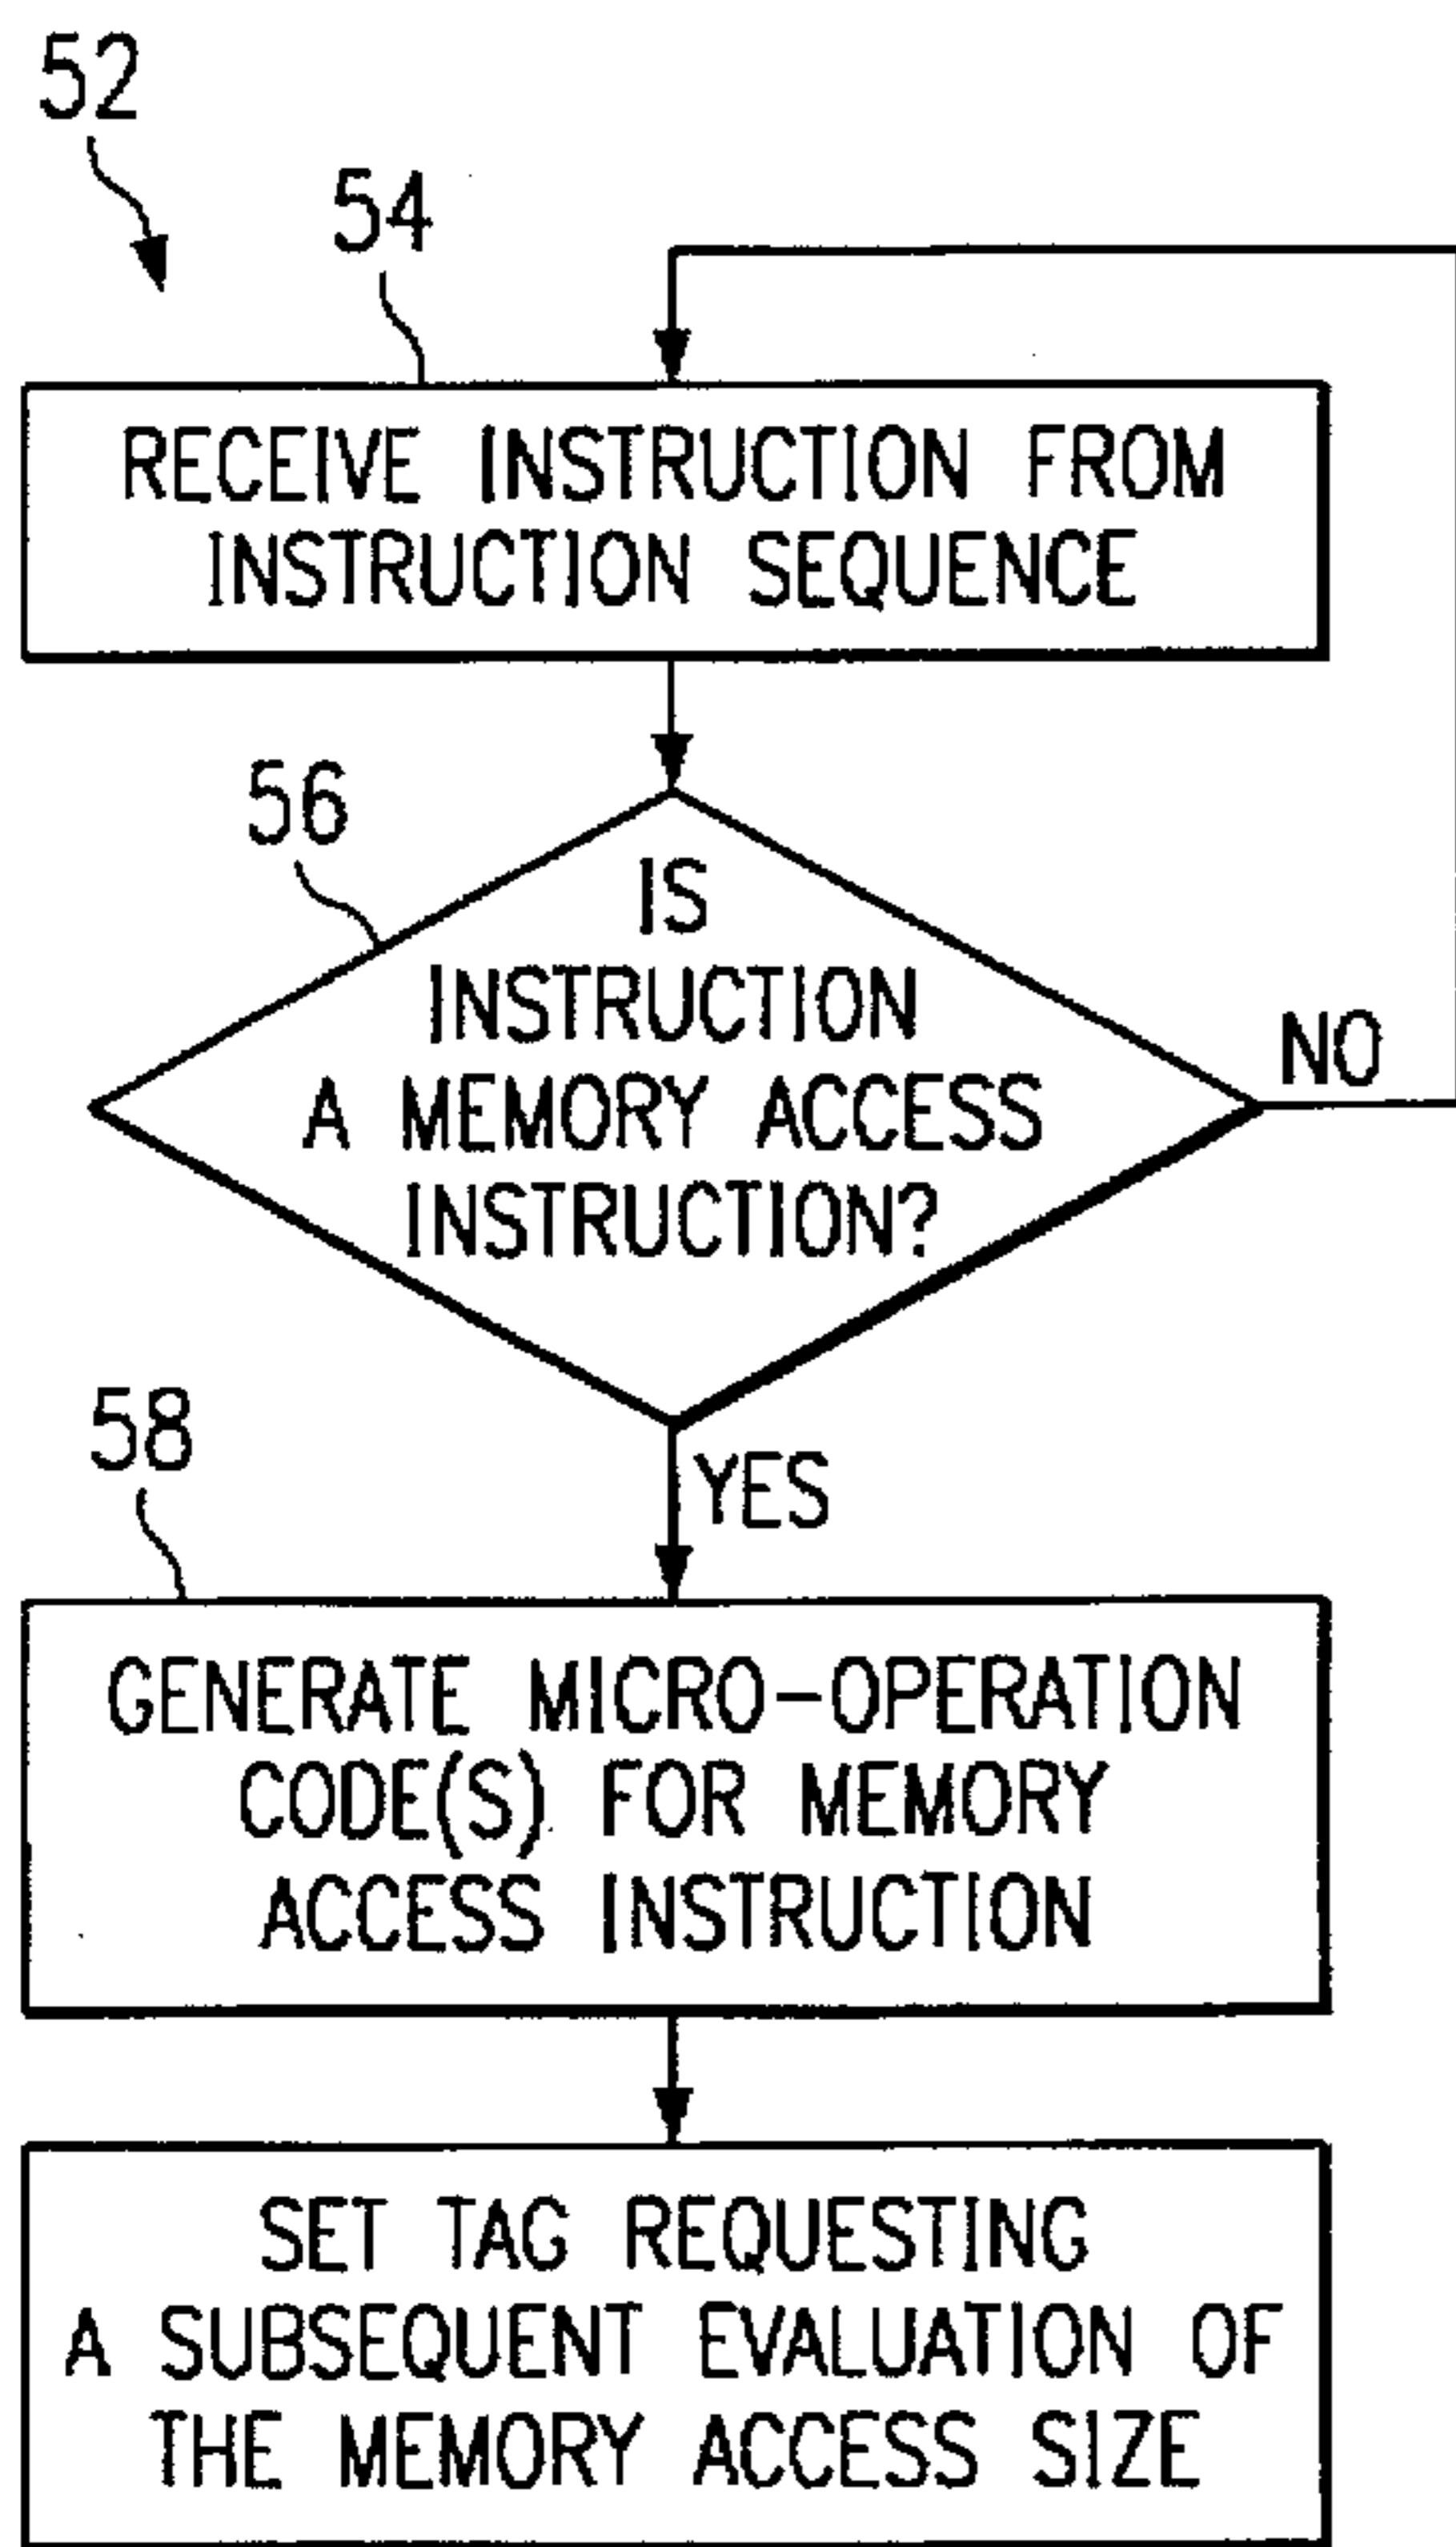 52
54
RECEIVE INSTRUCTION FROM
INSTRUCTION SEQUENCE
56
IS
INSTRUCTION
A MEMORY ACCESS
INSTRUCTION?
NO
YES
58
GENERATE MICRO-OPERATION
CODE(S) FOR MEMORY
ACCESS INSTRUCTION
SET TAG REQUESTING
A SUBSEQUENT EVALUATION OF
THE MEMORY ACCESS SIZE